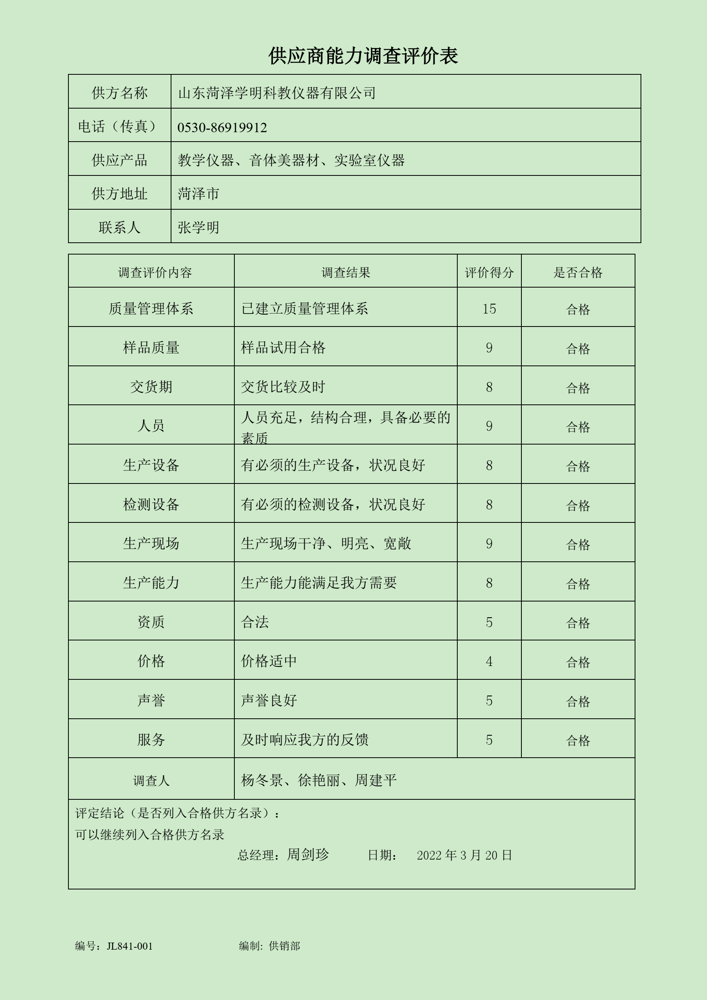 供应商能力调查评价表
供方名称 山东菏泽学明科教仪器有限公司
电话（传真） 0530-86919912
供应产品 教学仪器、音体美器材、实验室仪器
供方地址 菏泽市
联系人 张学明
调查评价内容 调查结果 评价得分 是否合格
质量管理体系 已建立质量管理体系 15 合格
样品质量 样品试用合格 9 合格
交货期 交货比较及时 8 合格
人员 人员充足，结构合理，具备必要的 9 合格
素质
生产设备 有必须的生产设备，状况良好 8 合格
检测设备 有必须的检测设备，状况良好 8 合格
生产现场 生产现场干净、明亮、宽敞 9 合格
生产能力 生产能力能满足我方需要 8 合格
资质 合法 5 合格
价格 价格适中 4 合格
声誉 声誉良好 5 合格
服务 及时响应我方的反馈 5 合格
调查人 杨冬景、徐艳丽、周建平
评定结论（是否列入合格供方名录）：
可以继续列入合格供方名录
总经理：周剑珍 日期： 2022 年 3 月 20 日
编号：JL841-001 编制: 供销部